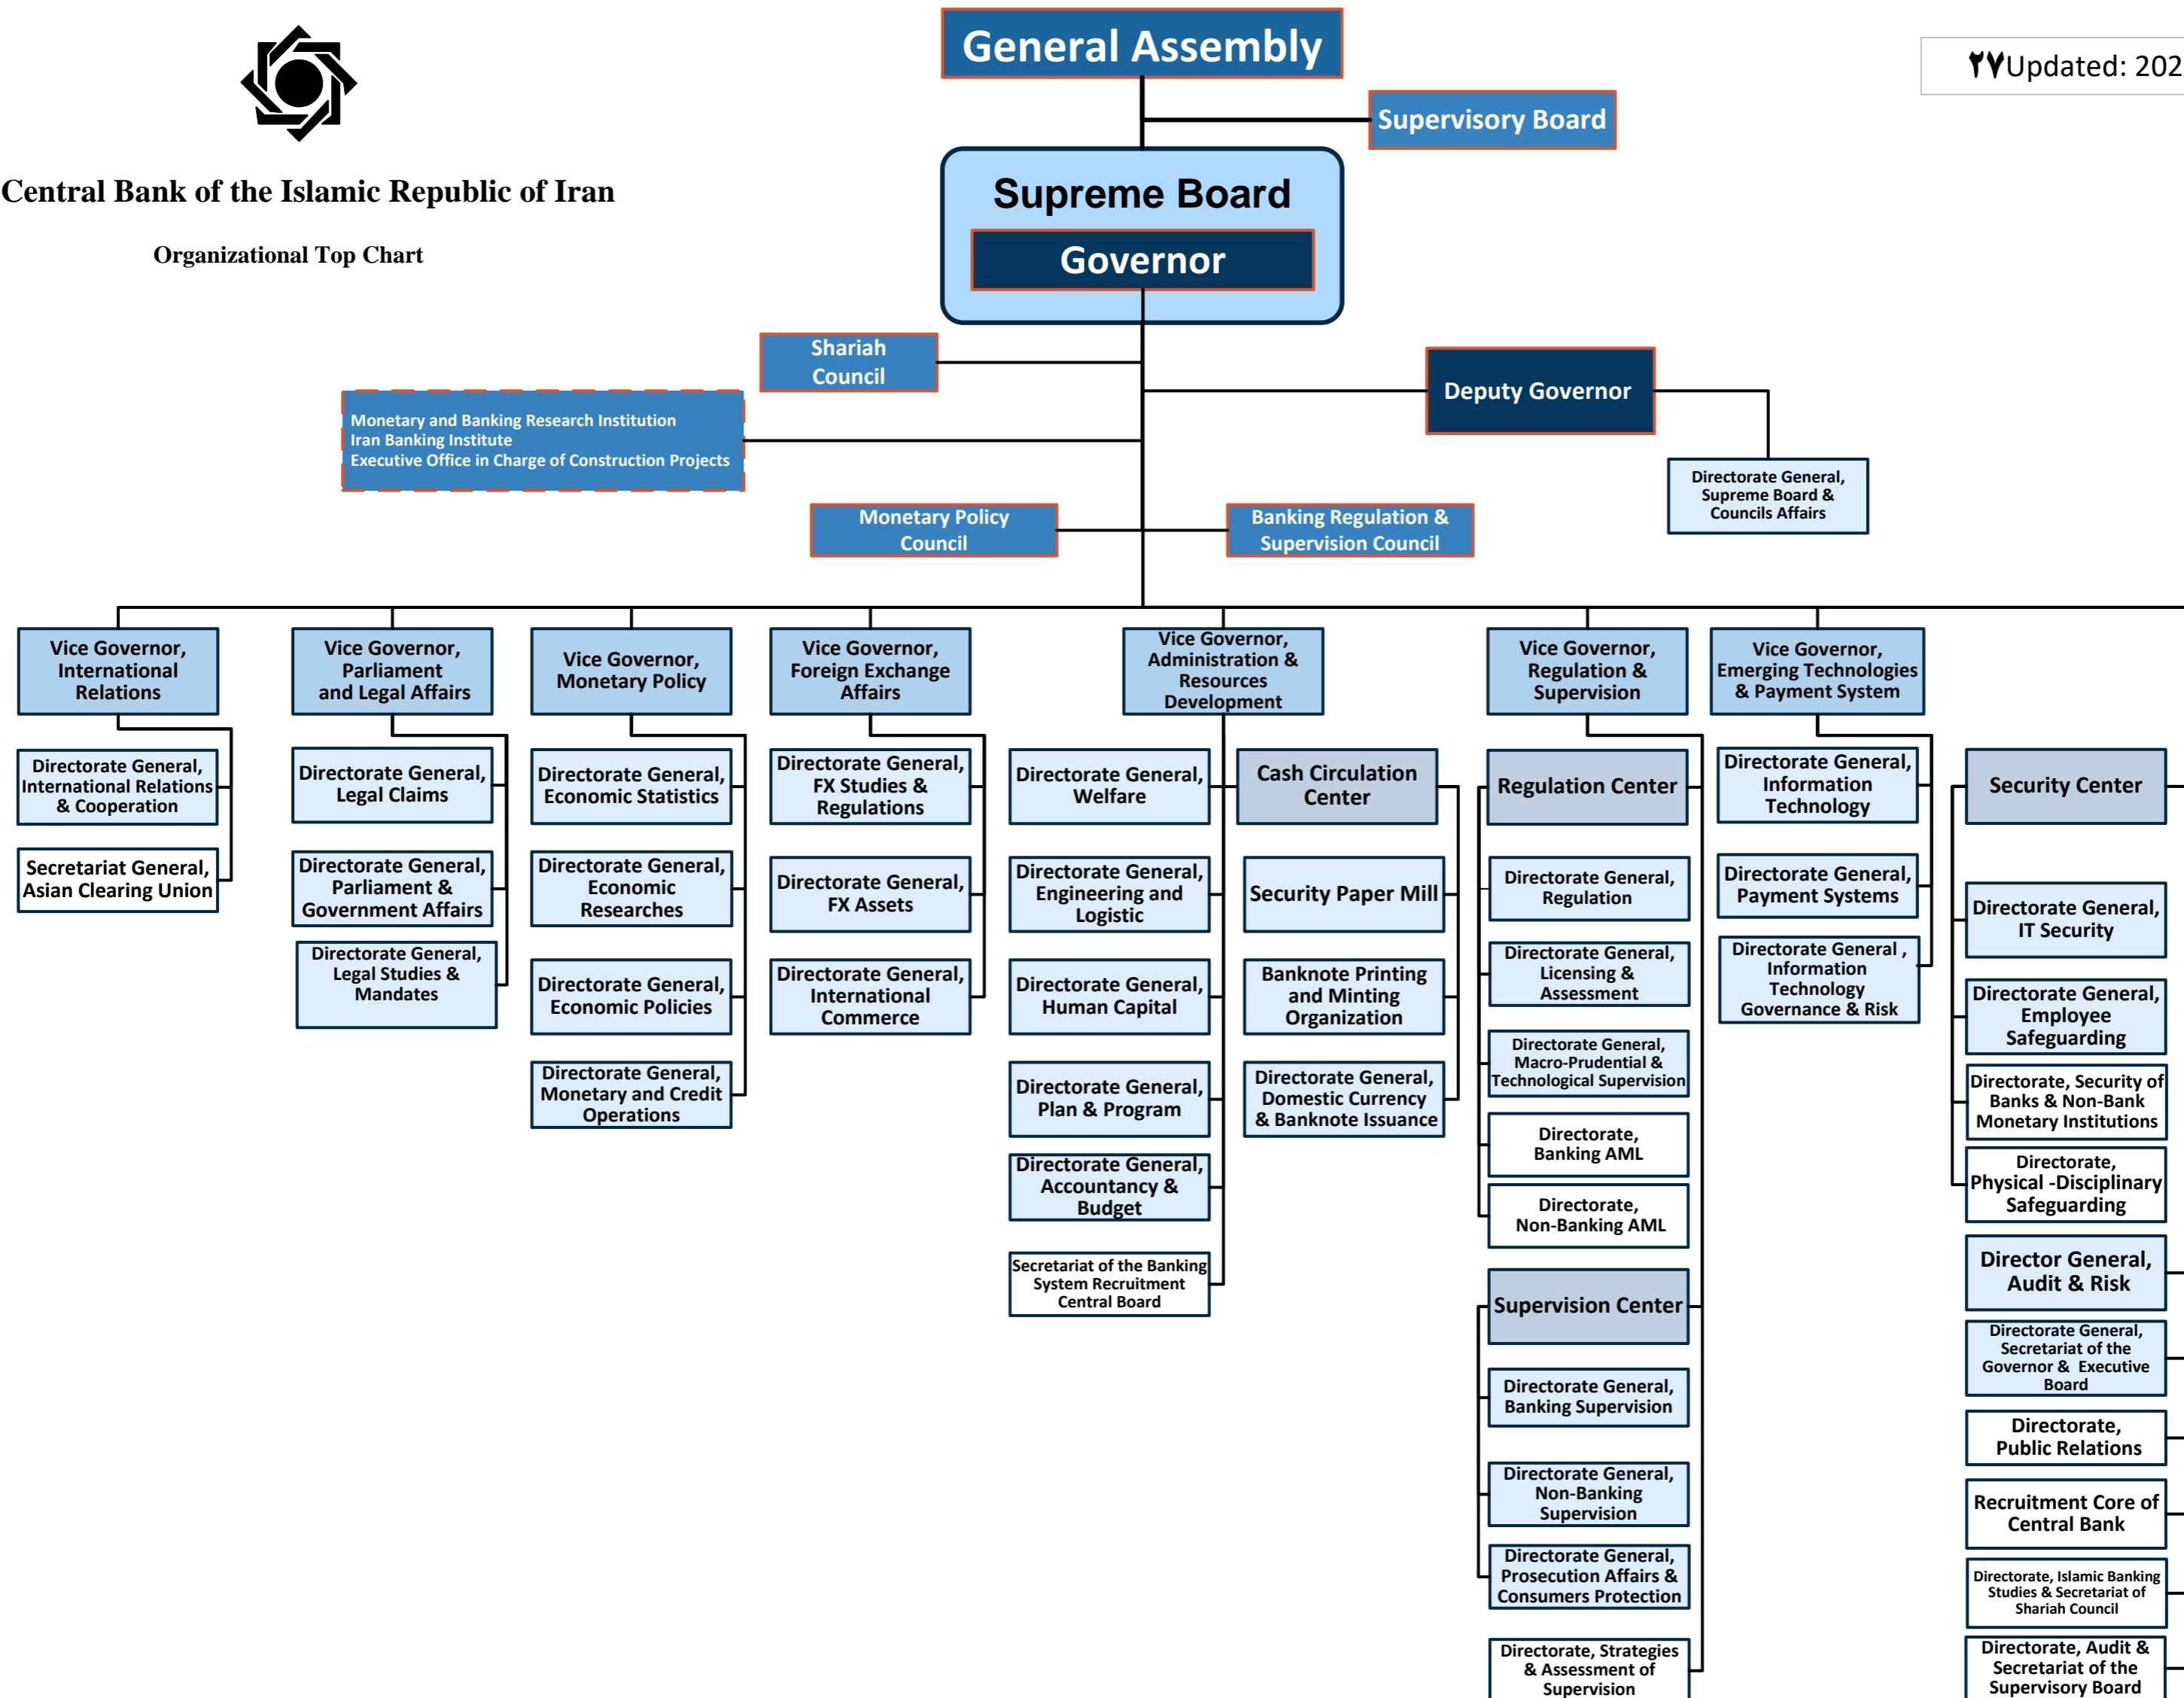 General Assembly
۲۷Updated: 202
Supervisory Board
Central Bank of the Islamic Republic of Iran
Organizational Top Chart
Supreme Board
Governor
Shariah
Council
Deputy Governor
Monetary and Banking Research Institution
Iran Banking Institute
Executive Office in Charge of Construction Projects
Directorate General,
Supreme Board &
Councils Affairs
Monetary Policy
Council
Banking Regulation &
Supervision Council
Vice Governor,
International
Relations
Directorate General,
International Relations
& Cooperation
Secretariat General,
Asian Clearing Union
Vice Governor,
Parliament
and Legal Affairs
Directorate General,
Legal Claims
Directorate General,
Parliament &
Government Affairs
Directorate General,
Legal Studies &
Mandates
Vice Governor,
Monetary Policy
Directorate General,
Economic Statistics
Directorate General,
Economic
Researches
Directorate General,
Economic Policies
Directorate General,
Monetary and Credit
Operations
Vice Governor,
Foreign Exchange
Affairs
Directorate General,
FX Studies &
Regulations
Directorate General,
FX Assets
Directorate General,
International
Commerce
Vice Governor,
Administration &
Resources
Development
Directorate General,
Welfare
Directorate General,
Engineering and
Logistic
Directorate General,
Human Capital
Directorate General,
Plan & Program
Directorate General,
Accountancy &
Budget
Secretariat of the Banking
System Recruitment
Central Board
Cash Circulation
Center
Security Paper Mill
Banknote Printing
and Minting
Organization
Directorate General,
Domestic Currency
& Banknote Issuance
Vice Governor,
Regulation &
Supervision
Regulation Center
Directorate General,
Regulation
Directorate General,
Licensing &
Assessment
Directorate General,
Macro-Prudential &
Technological Supervision
Directorate,
Banking AML
Directorate,
Non-Banking AML
Supervision Center
Directorate General,
Banking Supervision
Directorate General,
Non-Banking
Supervision
Directorate General,
Prosecution Affairs &
Consumers Protection
Directorate, Strategies
& Assessment of
Supervision
Vice Governor,
Emerging Technologies
& Payment System
Directorate General,
Information
Technology
Directorate General,
Payment Systems
Directorate General ,
Information
Technology
Governance & Risk
Security Center
Directorate General,
IT Security
Directorate General,
Employee
Safeguarding
Directorate, Security of
Banks & Non-Bank
Monetary Institutions
Directorate,
Physical -Disciplinary
Safeguarding
Director General,
Audit & Risk
Directorate General,
Secretariat of the
Governor & Executive
Board
Directorate,
Public Relations
Recruitment Core of
Central Bank
Directorate, Islamic Banking
Studies & Secretariat of
Shariah Council
Directorate, Audit &
Secretariat of the
Supervisory Board